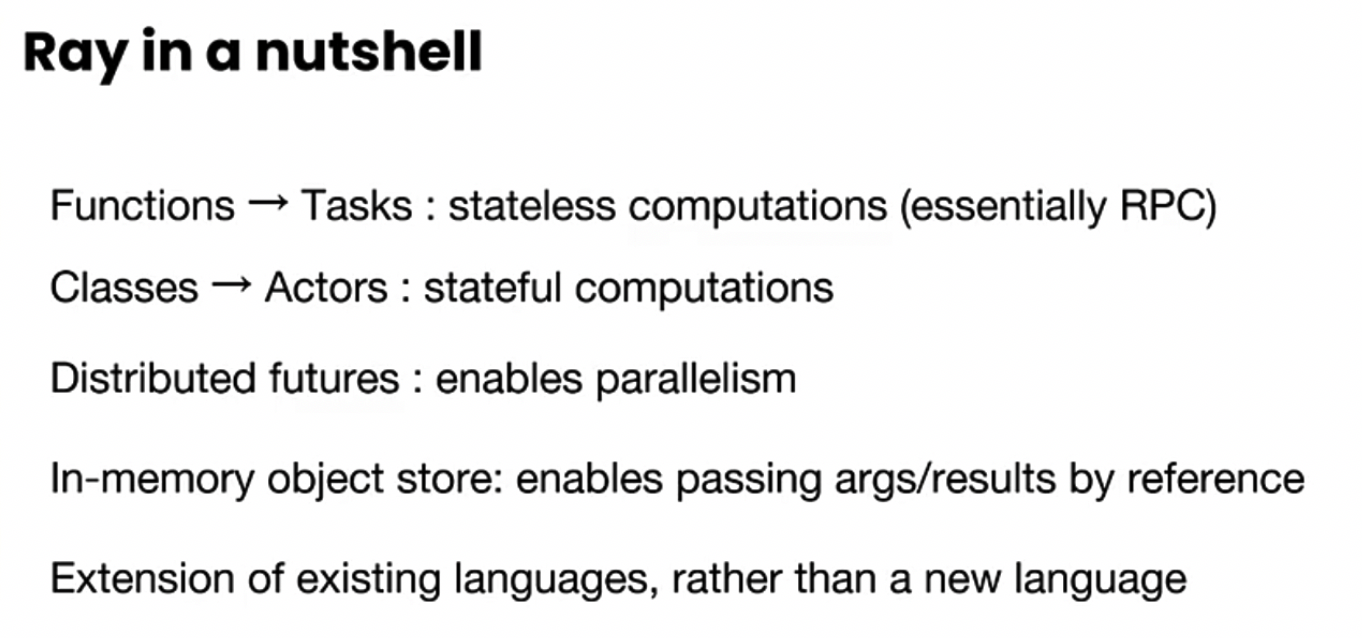 Ray in a nutshell
Functions → Tasks : stateless computations (essentially RPC)
Classes → Actors : stateful computations
Distributed futures : enables parallelism
In-memory object store: enables passing args/results by reference
Extension of existing languages, rather than a new language